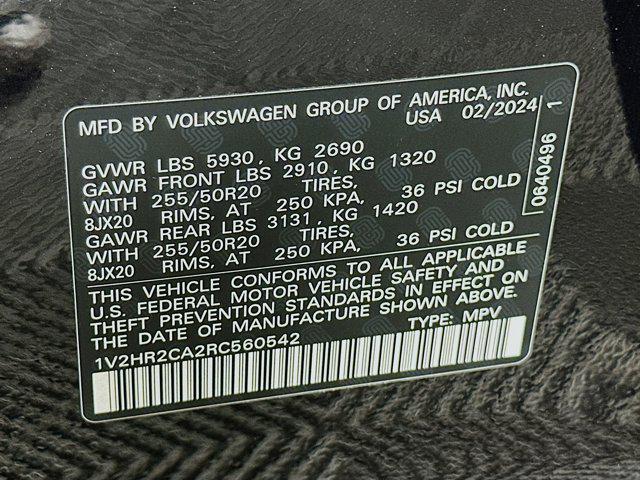 MFD BY VOLKSWAGEN GROUP OF AMERICA, INC.
USA 02/2024
GVWR LBS 5930, KG 2690
GAWR FRONT LBS 2910, KG 1320
WITH 255/50R20 TIRES,
8JX20 RIMS, AT 250 KPA, 36 PSI COLD
GAWR REAR LBS 3131, KG 1420
WITH 255/50R20 TIRES,
8JX20 RIMS, AT 250 KPA, 36 PSI COLD
THIS VEHICLE CONFORMS TO ALL APPLICABLE
U.S. FEDERAL MOTOR VEHICLE SAFETY AND
THEFT PREVENTION STANDARDS IN EFFECT ON
THE DATE OF MANUFACTURE SHOWN ABOVE.
1V2HR2CA2RC560542 TYPE: MPV
0640496 1